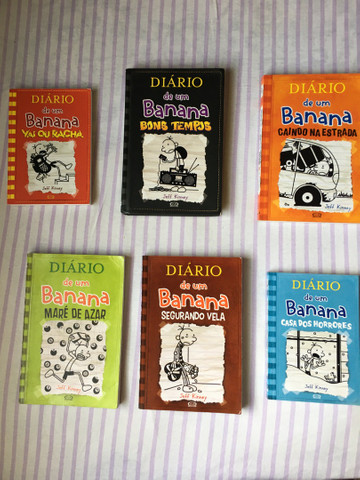 DIÁRIO
de um
Banana
VAI OU RACHA
Jeff Kinney
DIÁRIO
de um
Banana
BONS TEMPOS
Jeff Kinney
DIÁRIO
de um
Banana
CAINDO NA ESTRADA
Jeff Kinney
DIÁRIO
de um
Banana
MARÉ DE AZAR
Jeff Kinney
DIÁRIO
de um
Banana
SEGURANDO VELA
Jeff Kinney
DIÁRIO
de um
Banana
CASA DOS HORRORES
Jeff Kinney